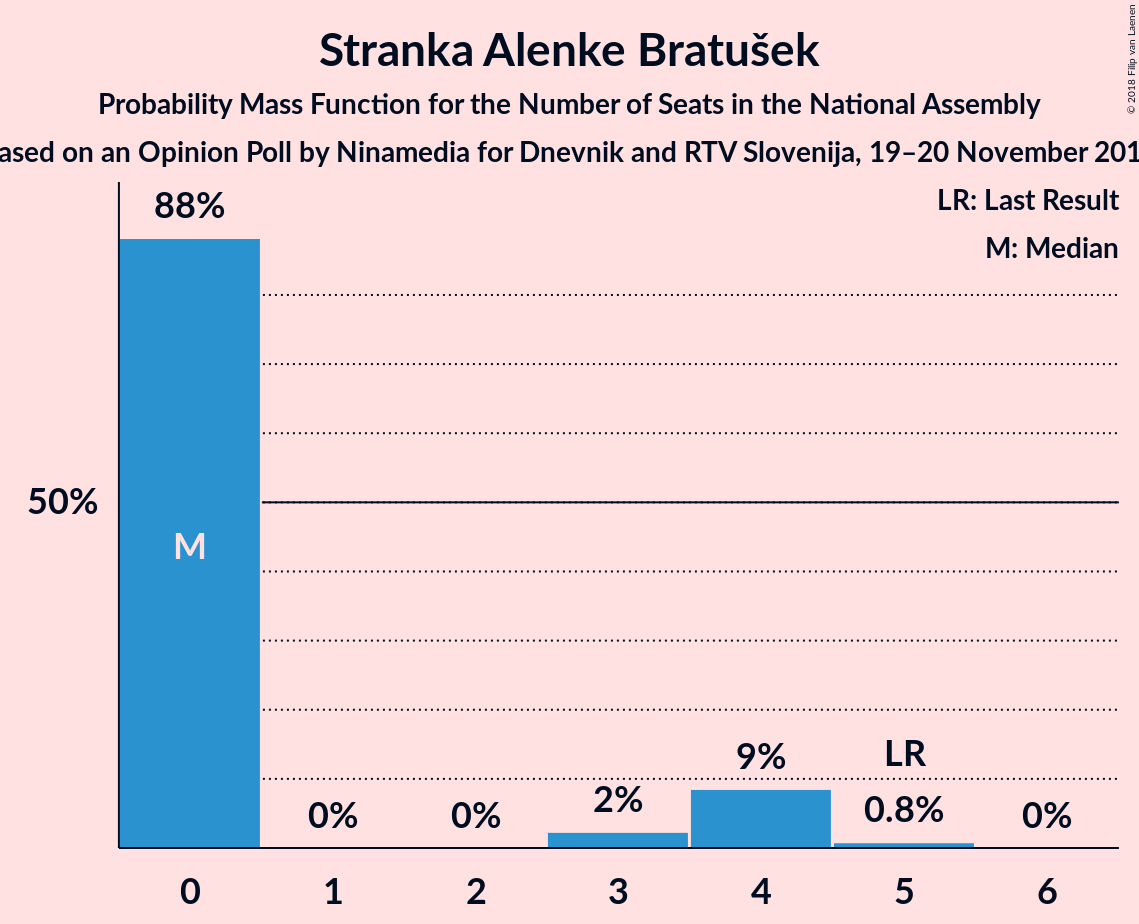 Stranka Alenke Bratušek
Probability Mass Function for the Number of Seats in the National Assembly
ased on an Opinion Poll by Ninamedia for Dnevnik and RTV Slovenija, 19–20 November 201
© 2018 Filip van Laenen
LR: Last Result
M: Median
88%
50%
M
0%
0%
2%
9%
LR
0.8%
0%
0 1 2 3 4 5 6